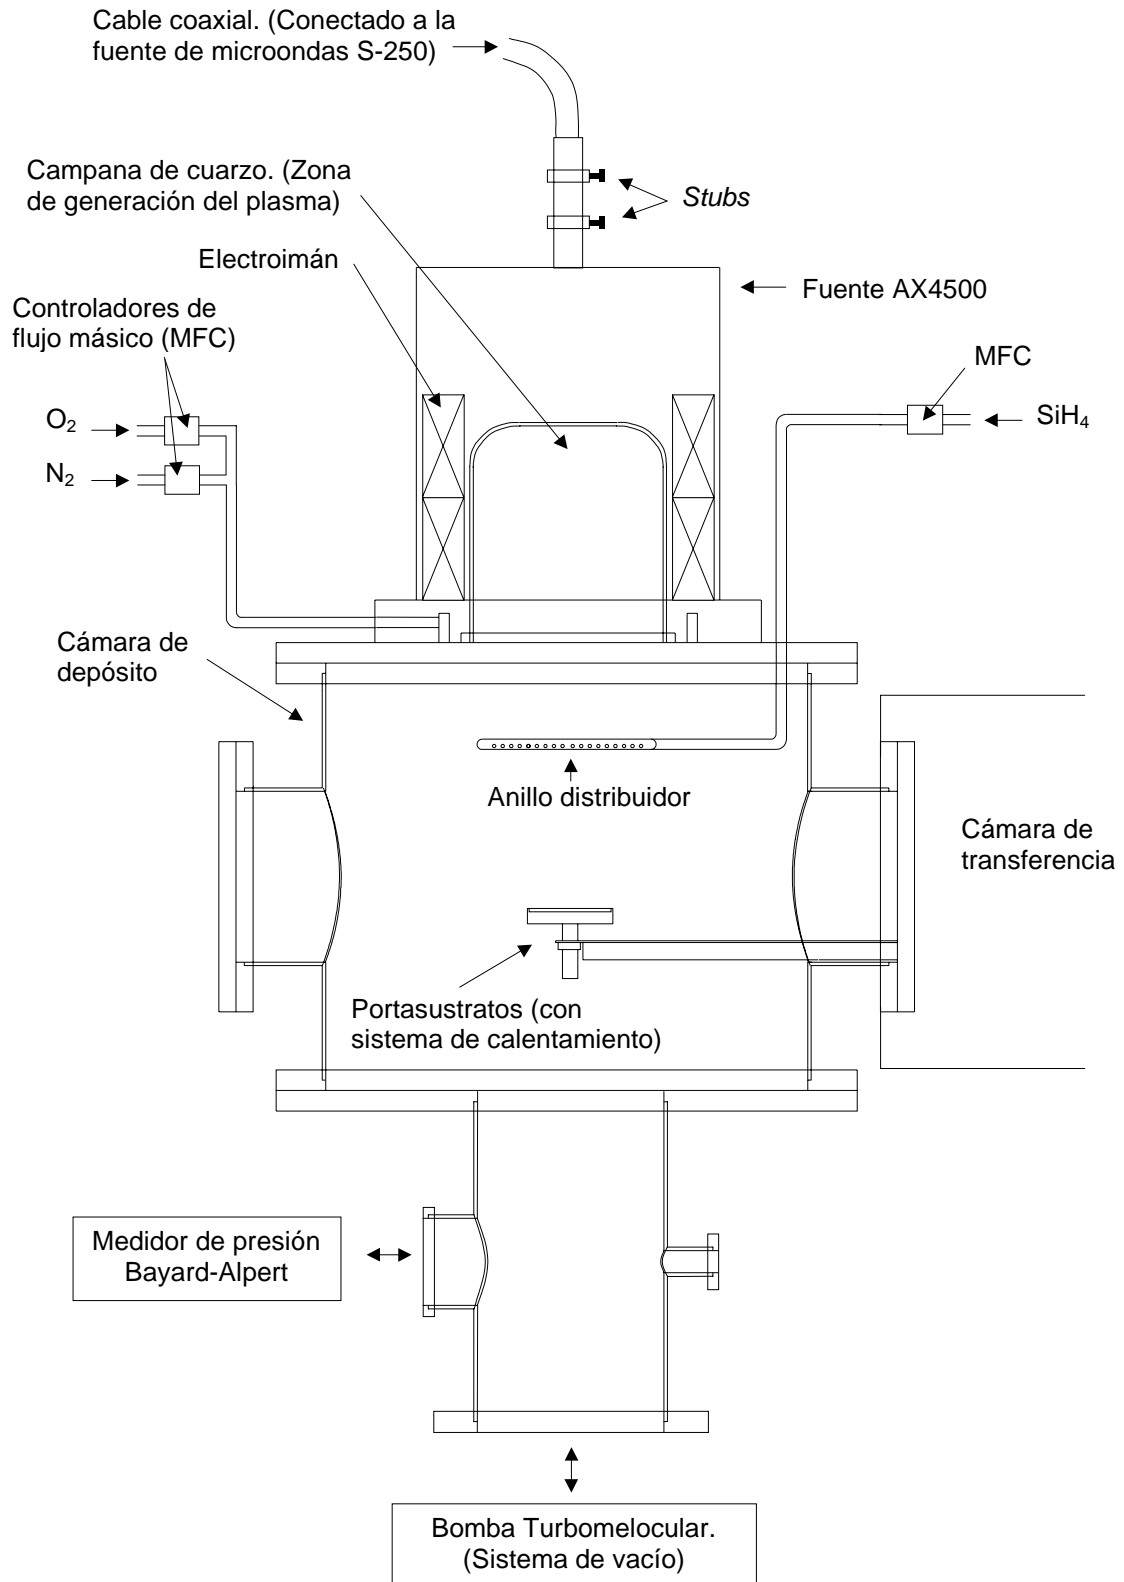 Cable coaxial. (Conectado a la
fuente de microondas S-250)
Campana de cuarzo. (Zona
de generación del plasma)
Stubs
Electroimán
Fuente AX4500
Controladores de
flujo másico (MFC)
MFC
O₂
SiH₄
N₂
Cámara de
depósito
Anillo distribuidor
Cámara de
transferencia
Portasustratos (con
sistema de calentamiento)
Medidor de presión
Bayard-Alpert
Bomba Turbomelocular.
(Sistema de vacío)